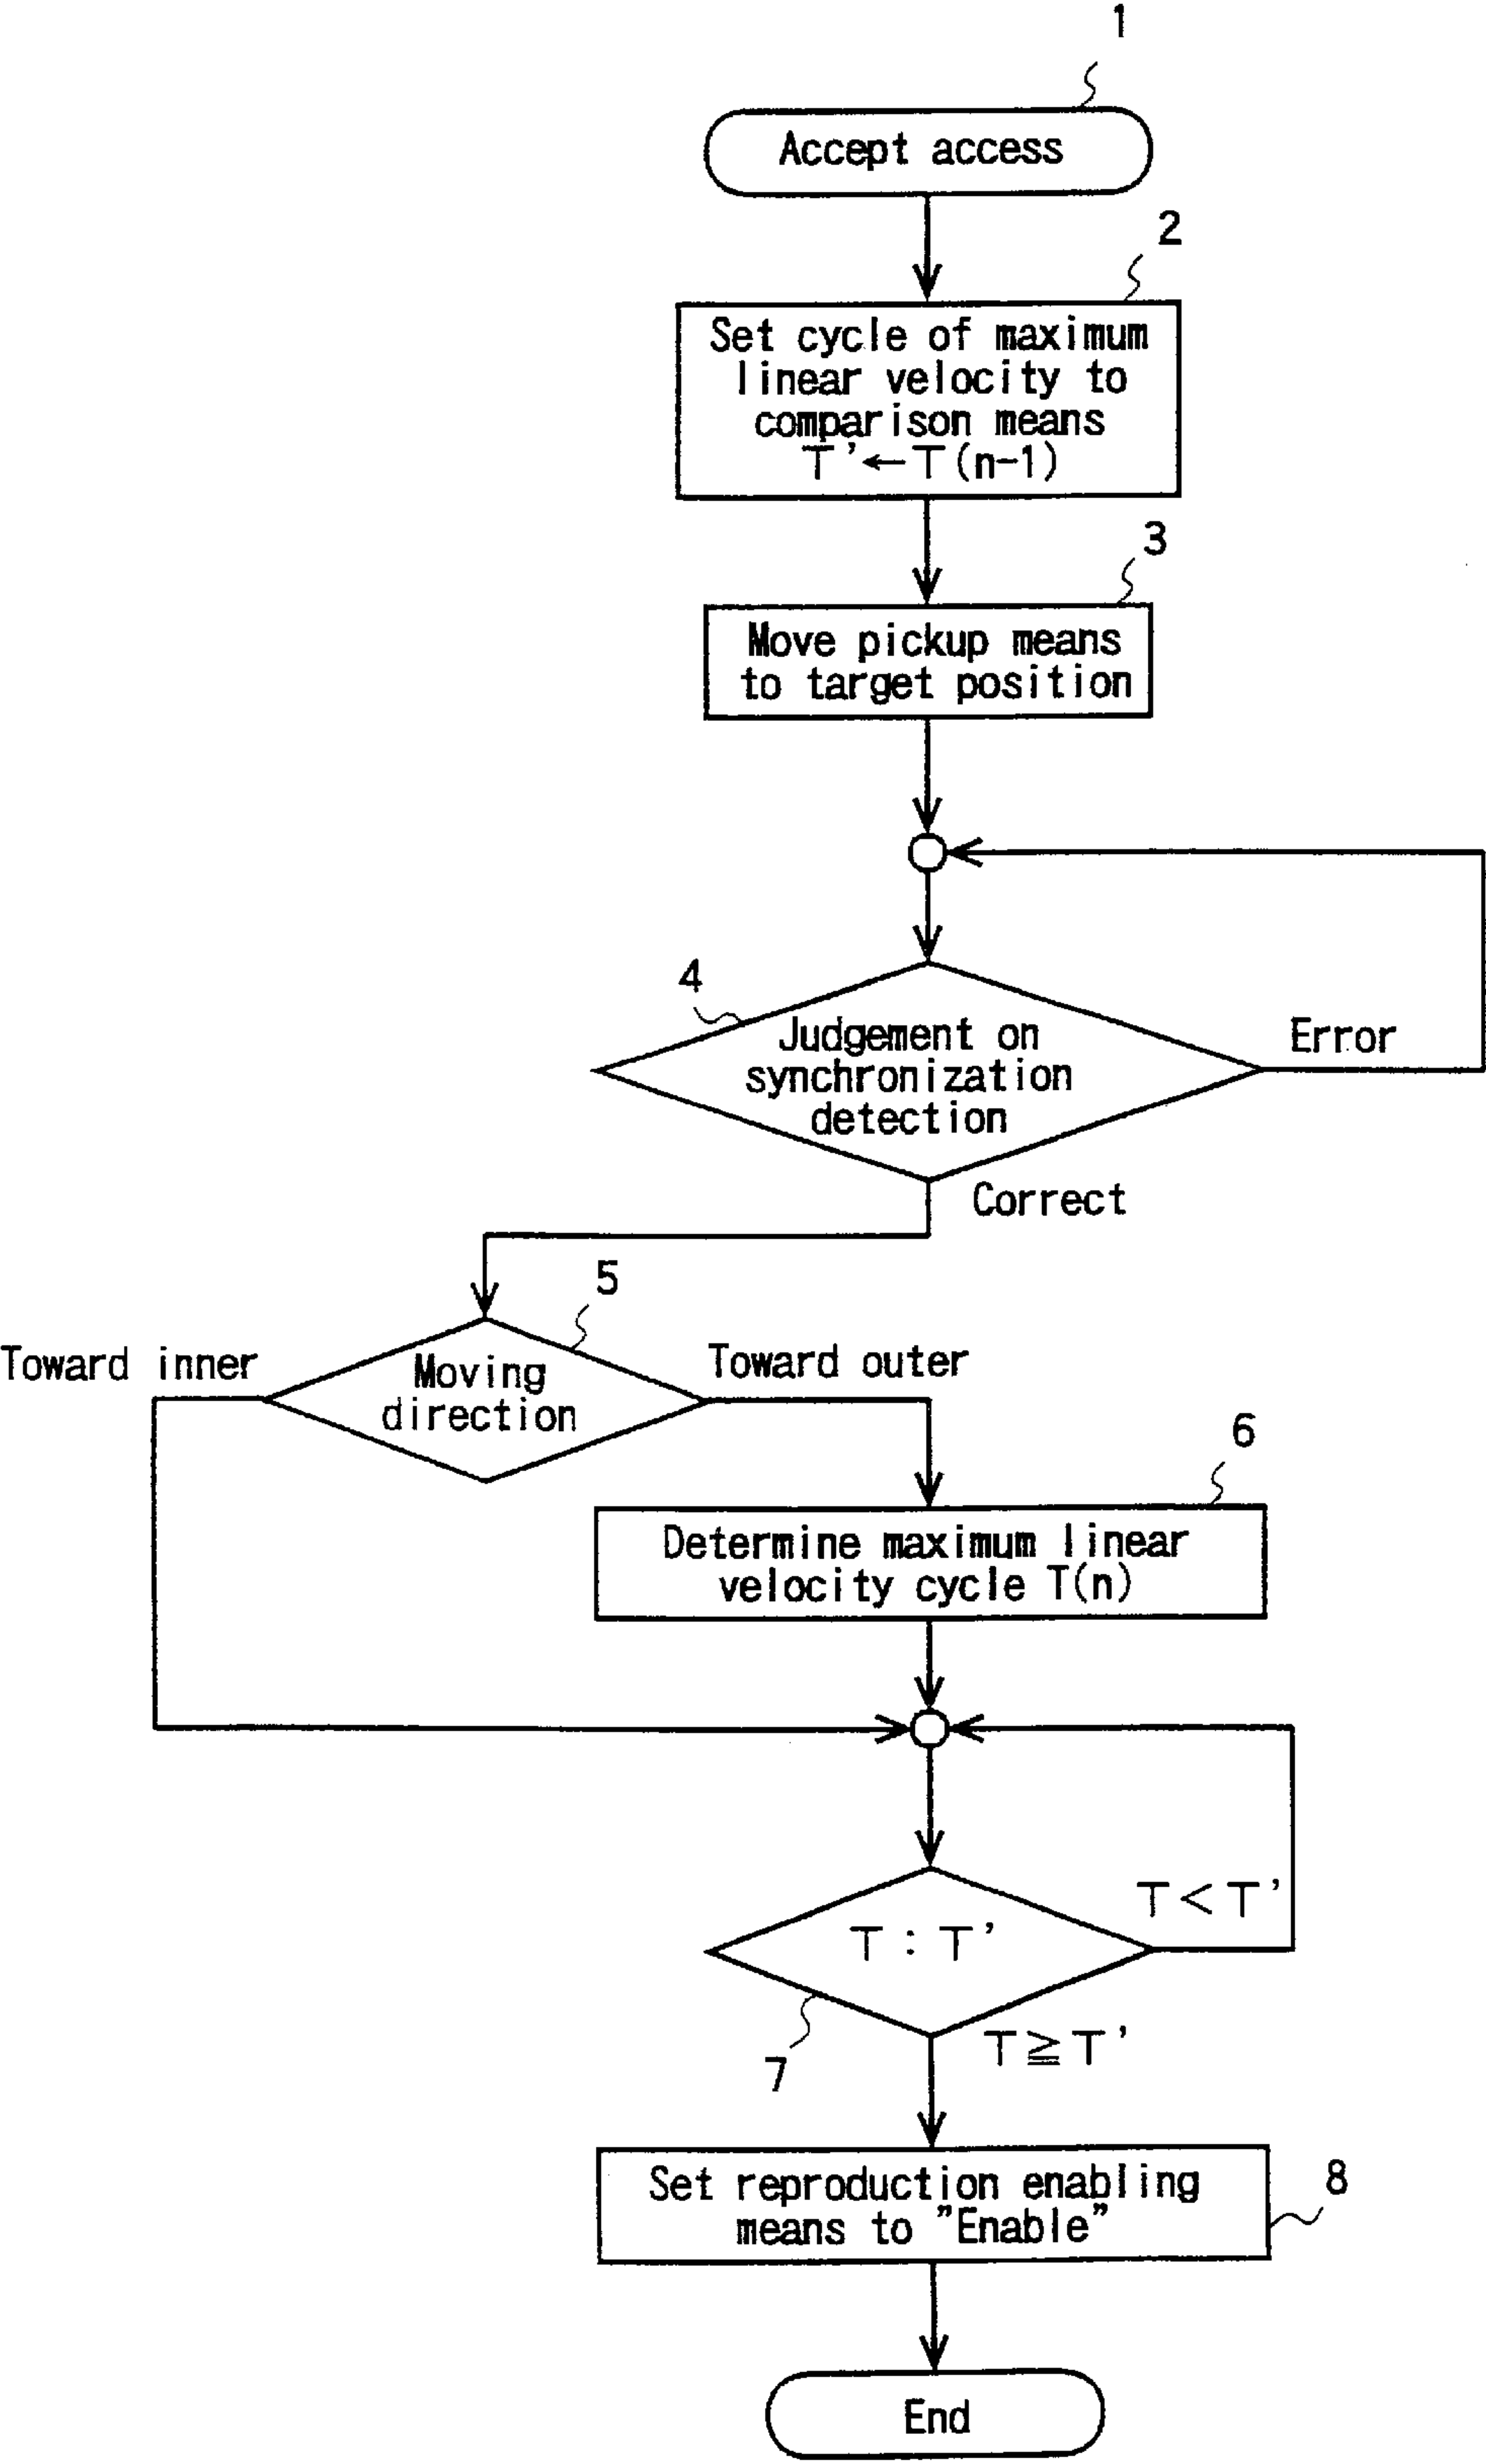 1
Accept access
2
Set cycle of maximum
linear velocity to
comparison means
T'←T(n-1)
3
Move pickup means
to target position
4
Judgement on
synchronization
detection
Error
Correct
5
Toward inner
Moving
direction
Toward outer
6
Determine maximum linear
velocity cycle T(n)
T<T'
T:T'
7
T≧T'
Set reproduction enabling
means to "Enable"
8
End